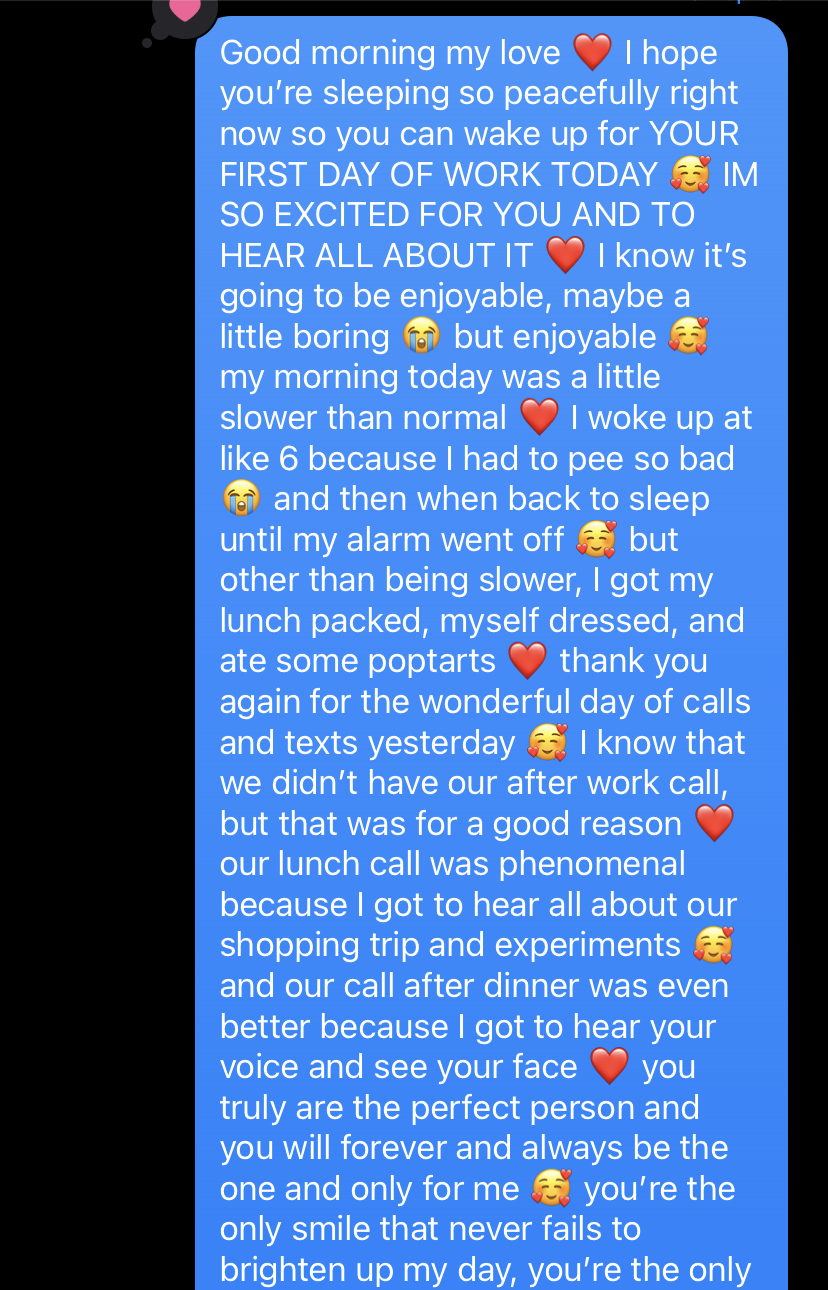 Good morning my love ❤️ I hope
you’re sleeping so peacefully right
now so you can wake up for YOUR
FIRST DAY OF WORK TODAY 🥰 IM
SO EXCITED FOR YOU AND TO
HEAR ALL ABOUT IT ❤️ I know it’s
going to be enjoyable, maybe a
little boring 😭 but enjoyable 🥰
my morning today was a little
slower than normal ❤️ I woke up at
like 6 because I had to pee so bad
😭 and then when back to sleep
until my alarm went off 🥰 but
other than being slower, I got my
lunch packed, myself dressed, and
ate some poptarts ❤️ thank you
again for the wonderful day of calls
and texts yesterday 🥰 I know that
we didn’t have our after work call,
but that was for a good reason ❤️
our lunch call was phenomenal
because I got to hear all about our
shopping trip and experiments 🥰
and our call after dinner was even
better because I got to hear your
voice and see your face ❤️ you
truly are the perfect person and
you will forever and always be the
one and only for me 🥰 you’re the
only smile that never fails to
brighten up my day, you’re the only